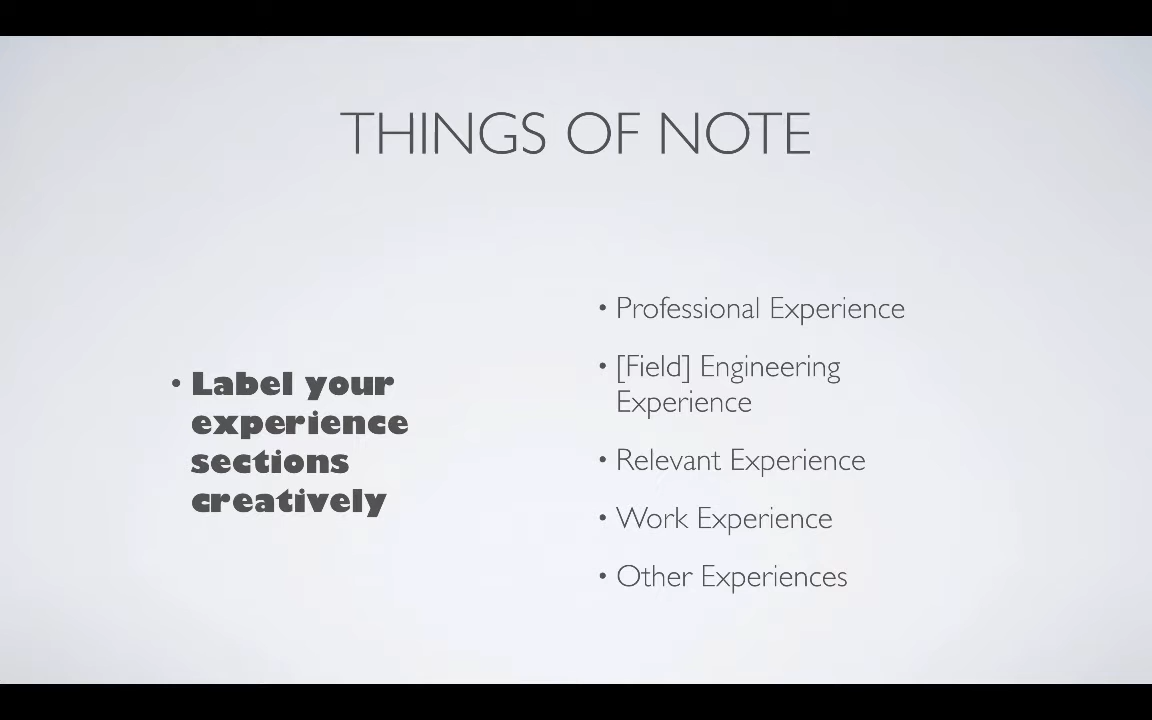 THINGS OF NOTE
• Label your
experience
sections
creatively
• Professional Experience
• [Field] Engineering
Experience
• Relevant Experience
• Work Experience
• Other Experiences